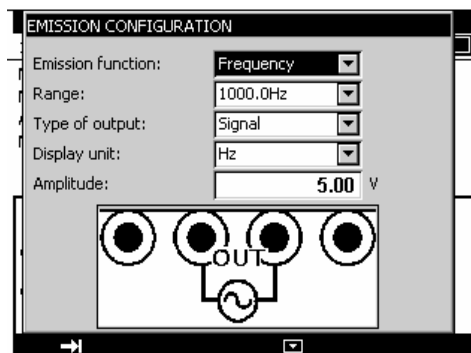 EMISSION CONFIGURATION
Emission function: Frequency
Range: 1000.0Hz
Type of output: Signal
Display unit: Hz
Amplitude: 5.00 V
OUT